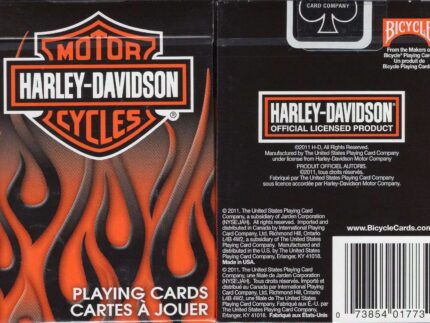 MOTOR
HARLEY-DAVIDSON
CYCLES
®
PLAYING CARDS
CARTES À JOUER
CARD COMPANY
BICYCLE
From the Makers of
Bicycle® Playing Cards
Un produit de
Bicycle Playing Cards
HARLEY-DAVIDSON
OFFICIAL LICENSED PRODUCT
©2011 H-D, All Rights Reserved.
Manufactured by The United States Playing Card Company
under license from Harley-Davidson Motor Company.
PRODUIT OFFICIEL AUTORIS.
©2011, tous droits réservés.
Fabriqué par The United States Playing Card Company
sous licence accordée par Harley-Davidson Motor Company.
© 2011, The United States Playing Card
Company, a subsidiary of Jarden Corporation
(NYSE:JAH). All rights reserved. Imported and
distributed in Canada by International Playing
Card Company, Ltd, Richmond Hill, Ontario
L4B 4W2, a subsidiary of The United States
Playing Card Company. Manufactured and
distributed in the U.S. by The United States
Playing Card Company, Erlanger, KY 41018.
Made in USA.
© 2011, The United States Playing Card
Company, une filiale de Jarden Corporation
(NYSE:JAH). Tous droits réservés. Importé et
distribué au Canada par International Playing
Card Company, Ltd, Richmond Hill, Ontario
L4B 4W2, une filiale de The United States
Playing Card Company. Fabriqué aux É.-U. et
distribué aux É.-U. par The United States
Playing Card Company, Erlanger, KY 41018.
Fabriqué aux États-Unis
www.BicycleCards.com
0 73854 01773